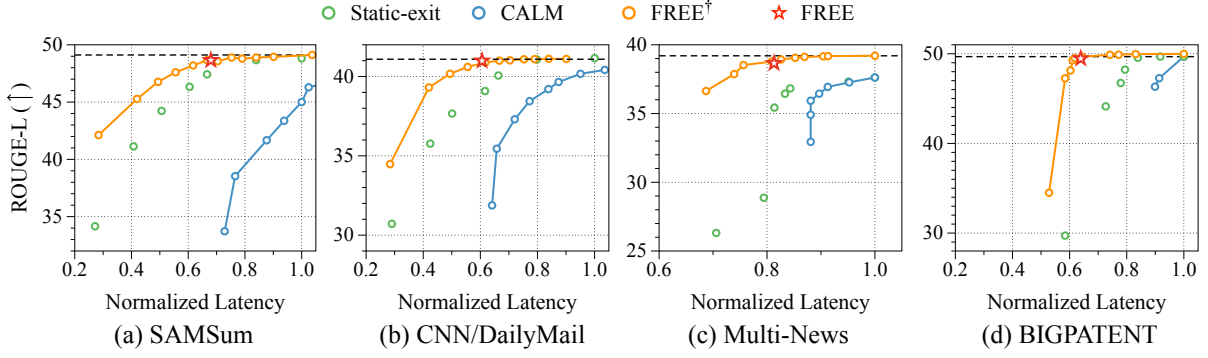 Static-exit CALM FREE† FREE
ROUGE-L (↑)
50
45
40
35
0.2 0.4 0.6 0.8 1.0
Normalized Latency
(a) SAMSum
40
35
30
0.2 0.4 0.6 0.8 1.0
Normalized Latency
(b) CNN/DailyMail
40
35
30
25
0.6 0.8 1.0
Normalized Latency
(c) Multi-News
50
40
30
0.2 0.4 0.6 0.8 1.0
Normalized Latency
(d) BIGPATENT